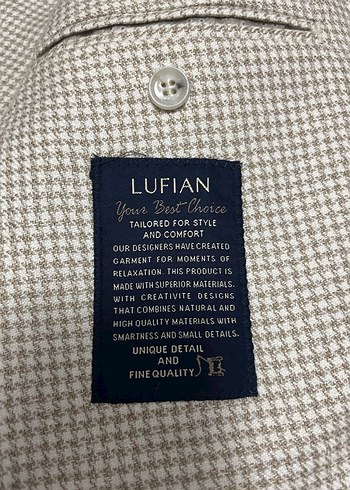 LUFIAN
Your Best Choice
TAILORED FOR STYLE
AND COMFORT
OUR DESIGNERS HAVE CREATED
GARMENT FOR MOMENTS OF
RELAXATION. THIS PRODUCT IS
MADE WITH SUPERIOR MATERIALS.
WITH CREATIVITE DESIGNS
THAT COMBINES NATURAL AND
HIGH QUALITY MATERIALS WITH
SMARTNESS AND SMALL DETAILS.
UNIQUE DETAIL
AND
FINE QUALITY